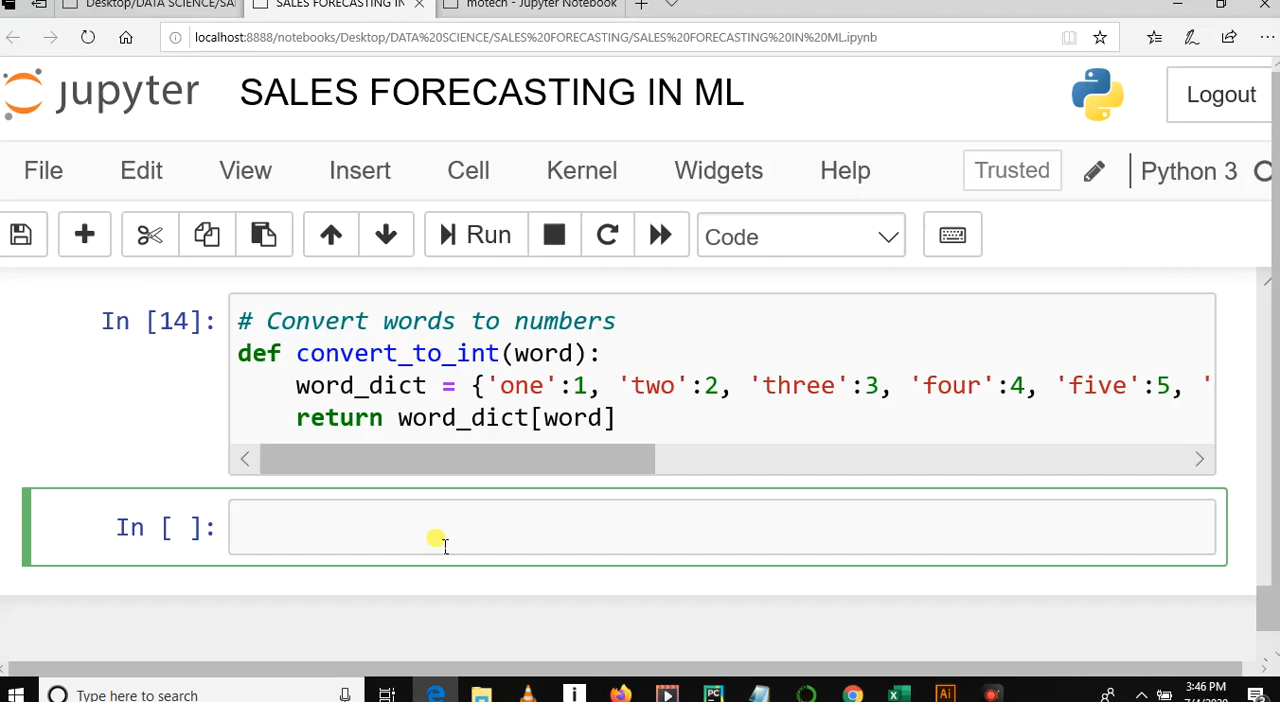 Desktop/DATA SCIENCE/SA
SALES FORECASTING IN
motech - Jupyter Notebook
localhost:8888/notebooks/Desktop/DATA%20SCIENCE/SALES%20FORECASTING/SALES%20FORECASTING%20IN%20ML.ipynb
jupyter SALES FORECASTING IN ML
Logout
File Edit View Insert Cell Kernel Widgets Help Trusted Python 3
Run Code
In [14]:
# Convert words to numbers
def convert_to_int(word):
    word_dict = {'one':1, 'two':2, 'three':3, 'four':4, 'five':5, '
    return word_dict[word]
In [ ]:
Type here to search
PC
Ai
3:46 PM